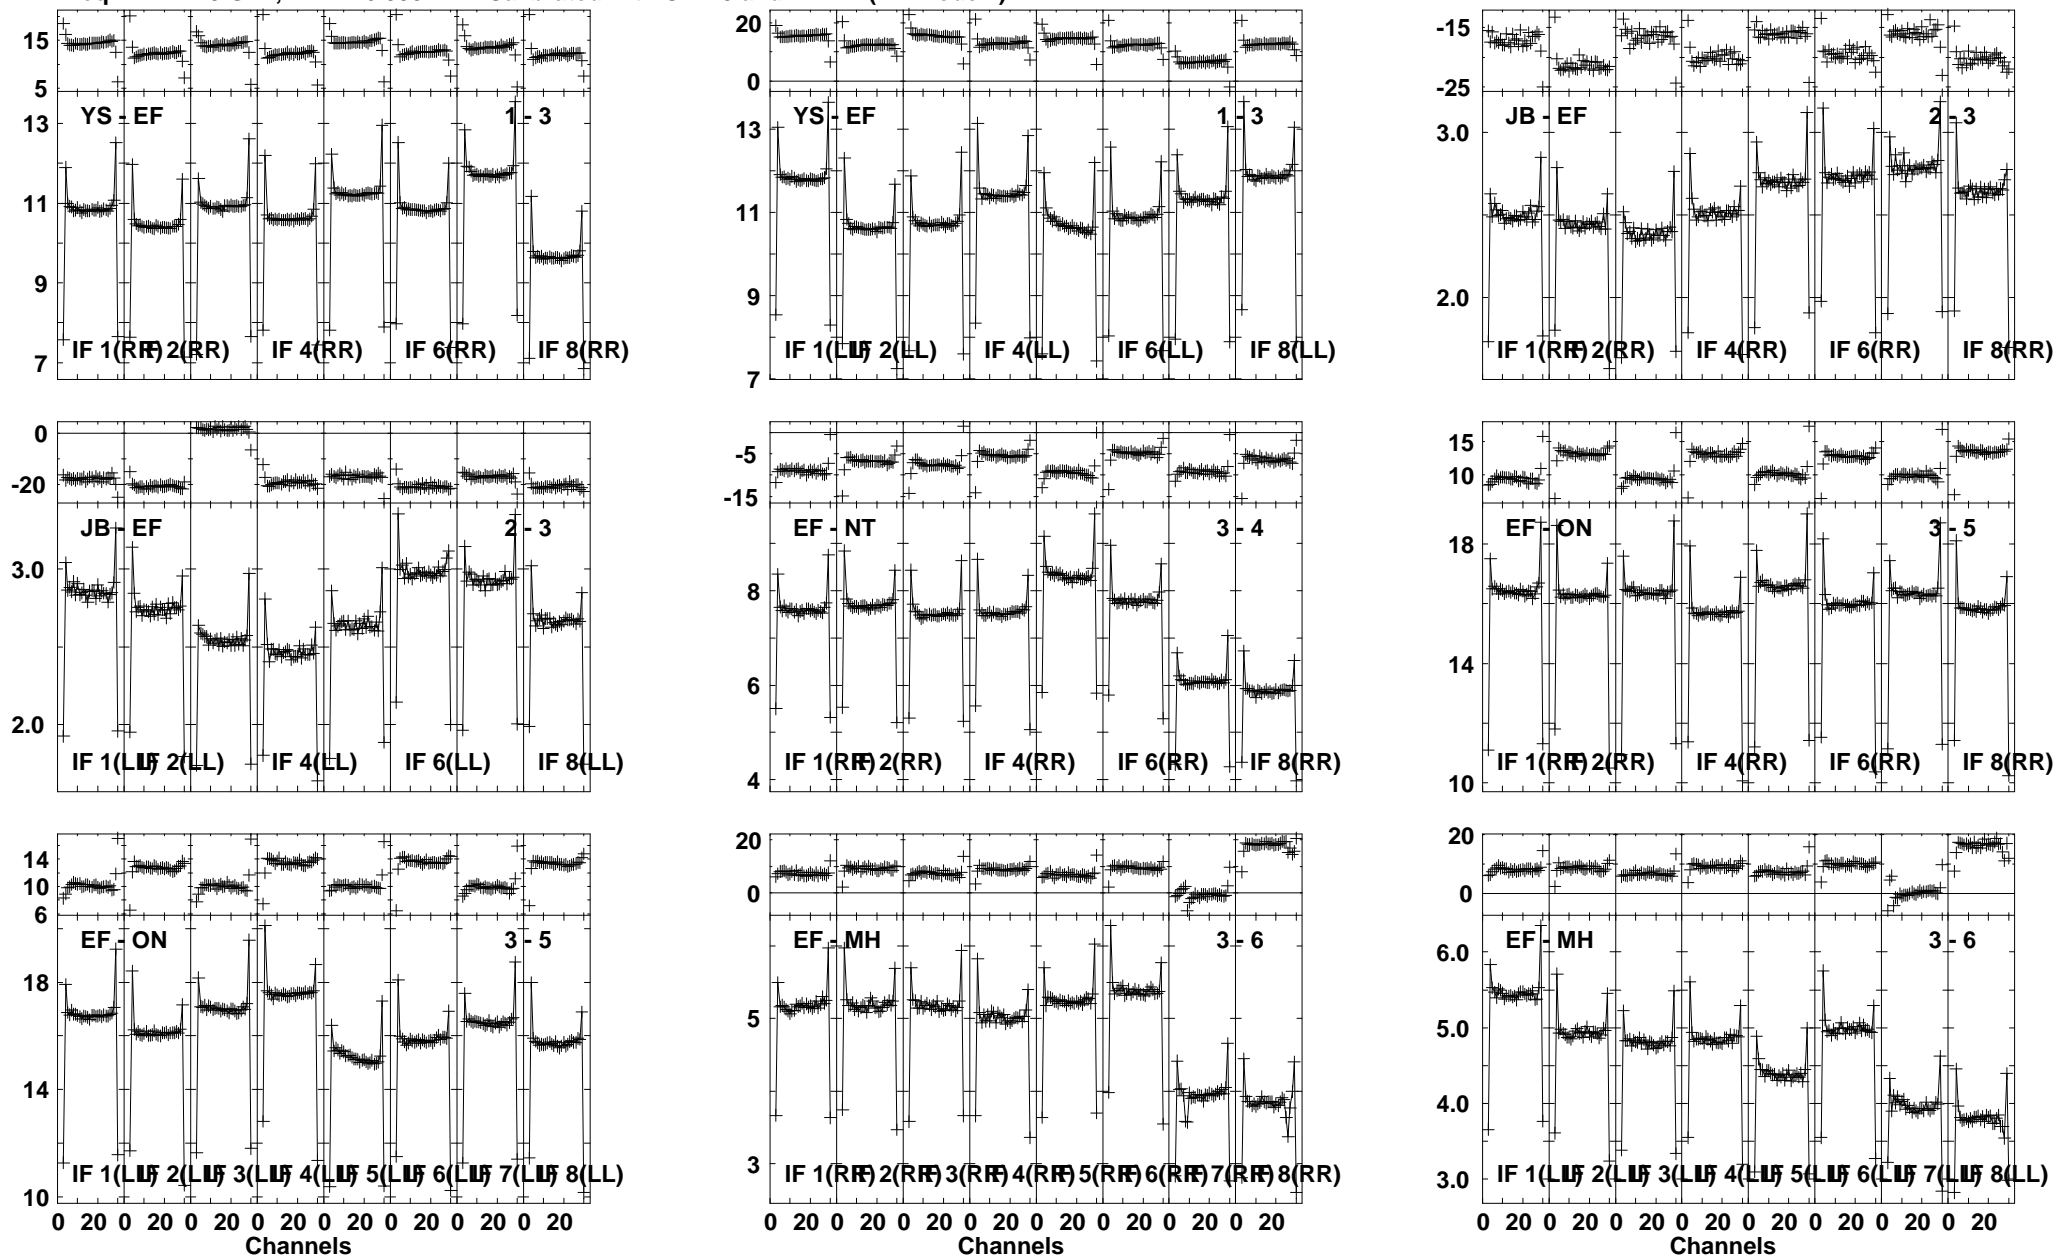 15
5
YS - EF
1 - 3
13
11
9
7
IF 1(RR) IF 2(RR) IF 4(RR) IF 6(RR) IF 8(RR)
20
0
YS - EF
1 - 3
13
11
9
7
IF 1(LL) IF 2(LL) IF 4(LL) IF 6(LL) IF 8(LL)
-15
-25
JB - EF
2 - 3
3.0
2.0
IF 1(RR) IF 2(RR) IF 4(RR) IF 6(RR) IF 8(RR)
0
-20
JB - EF
2 - 3
3.0
2.0
IF 1(LL) IF 2(LL) IF 4(LL) IF 6(LL) IF 8(LL)
-5
-15
EF - NT
3 - 4
8
6
4
IF 1(RR) IF 2(RR) IF 4(RR) IF 6(RR) IF 8(RR)
15
10
EF - ON
3 - 5
18
14
10
IF 1(RR) IF 2(RR) IF 4(RR) IF 6(RR) IF 8(RR)
14
10
6
EF - ON
3 - 5
18
14
10
IF 1(LL) IF 2(LL) IF 3(LL) IF 4(LL) IF 5(LL) IF 6(LL) IF 7(LL) IF 8(LL)
0 20 0 20 0 20 0 20 0 20 0 20 0 20 0 20
Channels
20
0
EF - MH
3 - 6
5
3
IF 1(RR) IF 2(RR) IF 3(RR) IF 4(RR) IF 5(RR) IF 6(RR) IF 7(RR) IF 8(RR)
0 20 0 20 0 20 0 20 0 20 0 20 0 20 0 20
Channels
20
0
EF - MH
3 - 6
6.0
5.0
4.0
3.0
IF 1(LL) IF 2(LL) IF 3(LL) IF 4(LL) IF 5(LL) IF 6(LL) IF 7(LL) IF 8(LL)
0 20 0 20 0 20 0 20 0 20 0 20 0 20 0 20
Channels